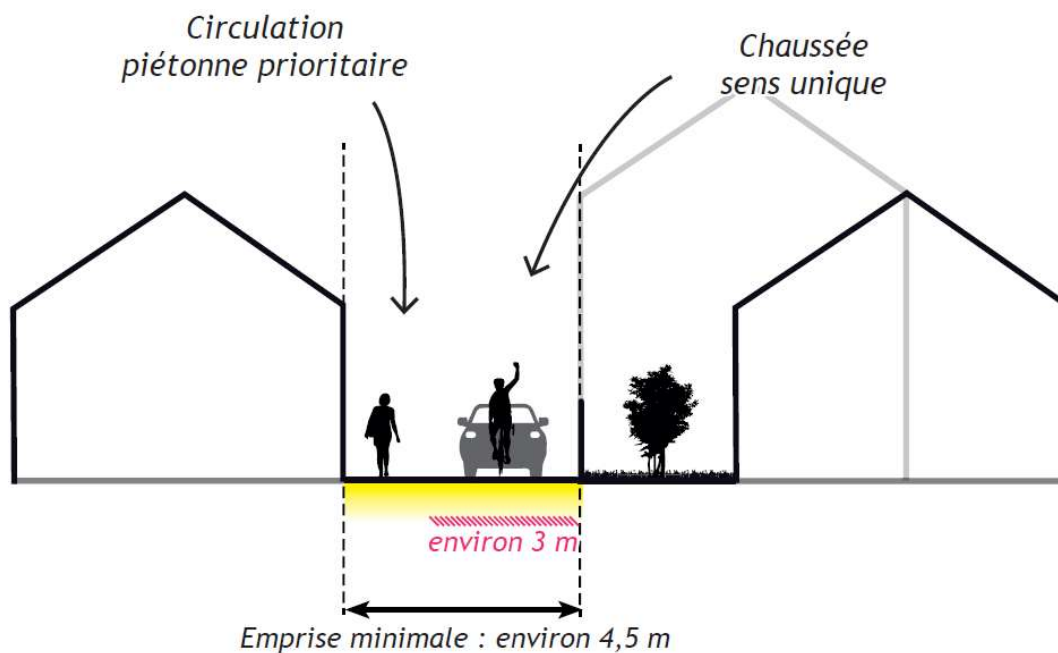 Circulation
piétonne prioritaire
Chaussée
sens unique
environ 3 m
Emprise minimale : environ 4,5 m